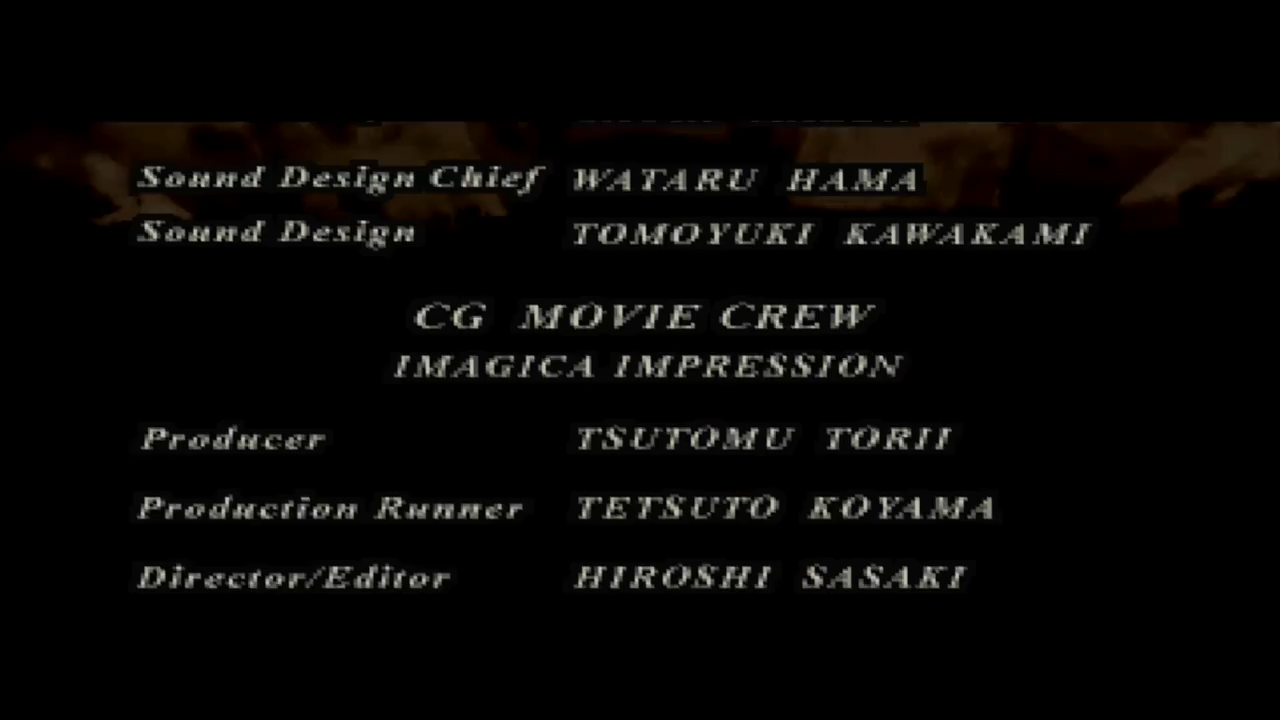 Sound Design Chief WATARU HAMA
Sound Design TOMOYUKI KAWAKAMI
CG MOVIE CREW
IMAGICA IMPRESSION
Producer TSUTOMU TORII
Production Runner TETSUTO KOYAMA
Director/Editor HIROSHI SASAKI